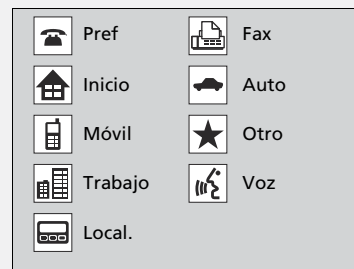 Pref
Fax
Inicio
Auto
Móvil
Otro
Trabajo
Voz
Local.